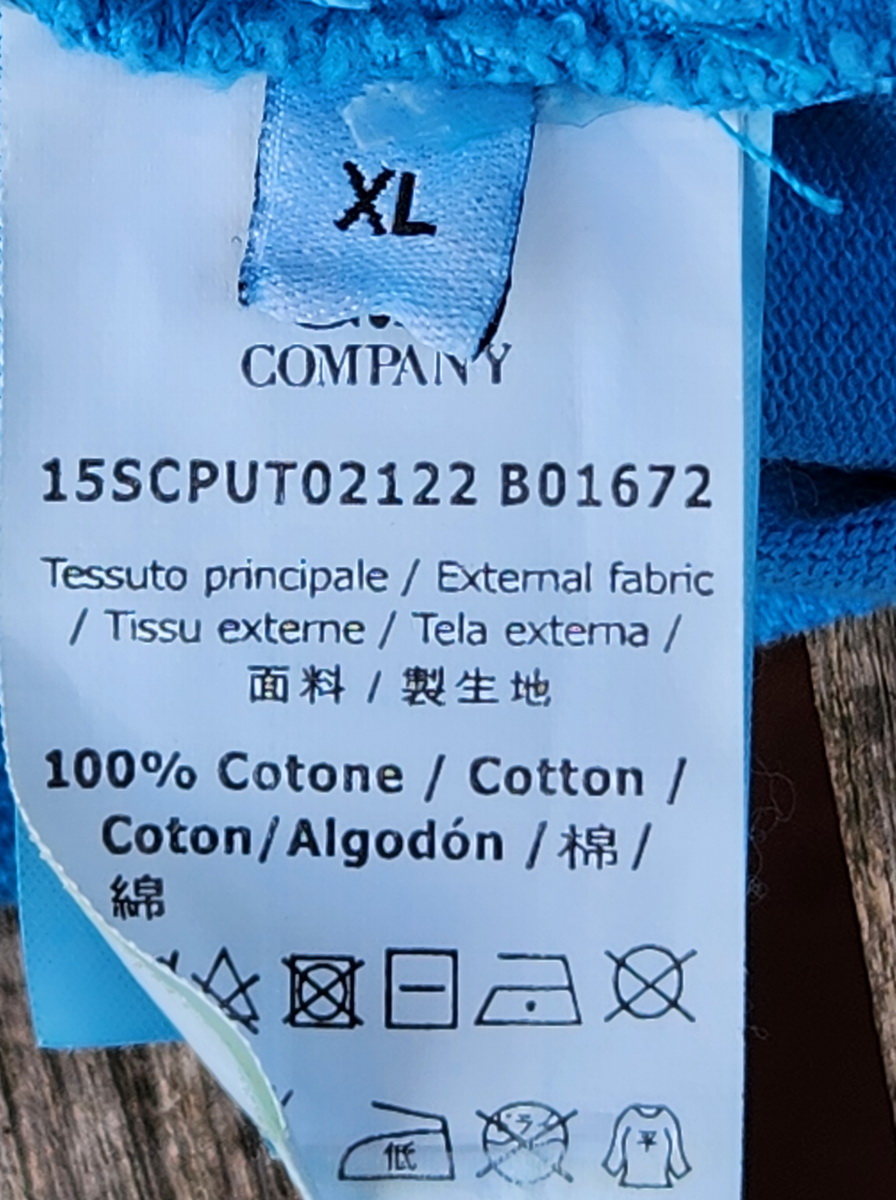 XL
COMPANY
15SCPUT02122 B01672
Tessuto principale / External fabric
/ Tissu externe / Tela externa /
面料 / 製生地
100% Cotone / Cotton /
Coton/Algodón / 棉 /
綿
低
平